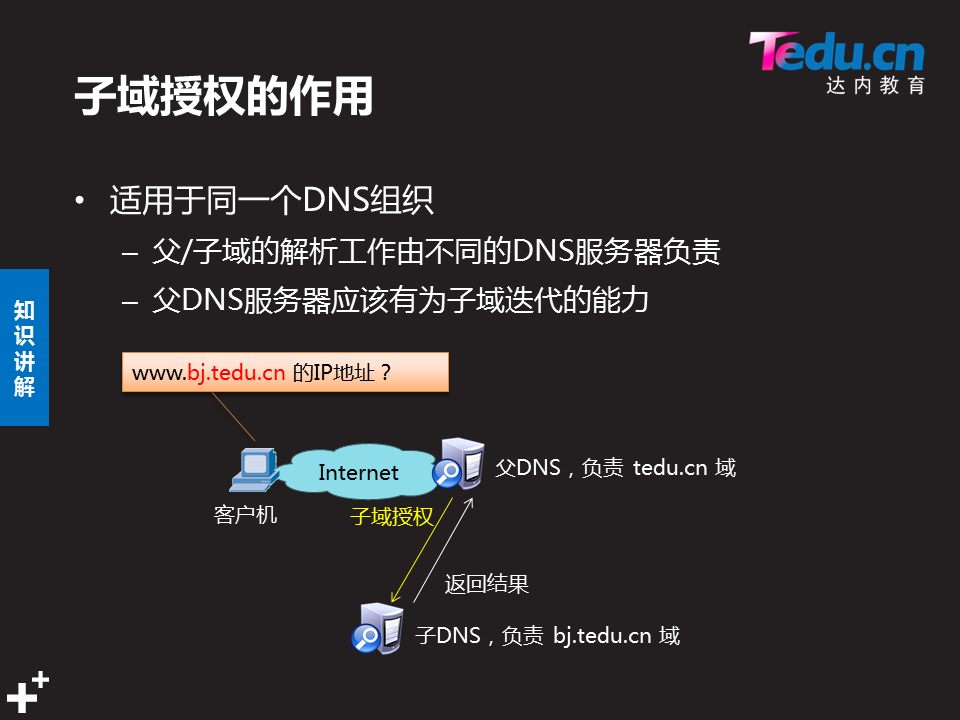 Tedu.cn
达内教育
子域授权的作用
• 适用于同一个DNS组织
– 父/子域的解析工作由不同的DNS服务器负责
– 父DNS服务器应该有为子域迭代的能力
知识讲解
www.bj.tedu.cn 的IP地址？
Internet
父DNS，负责 tedu.cn 域
客户机
子域授权
返回结果
子DNS，负责 bj.tedu.cn 域